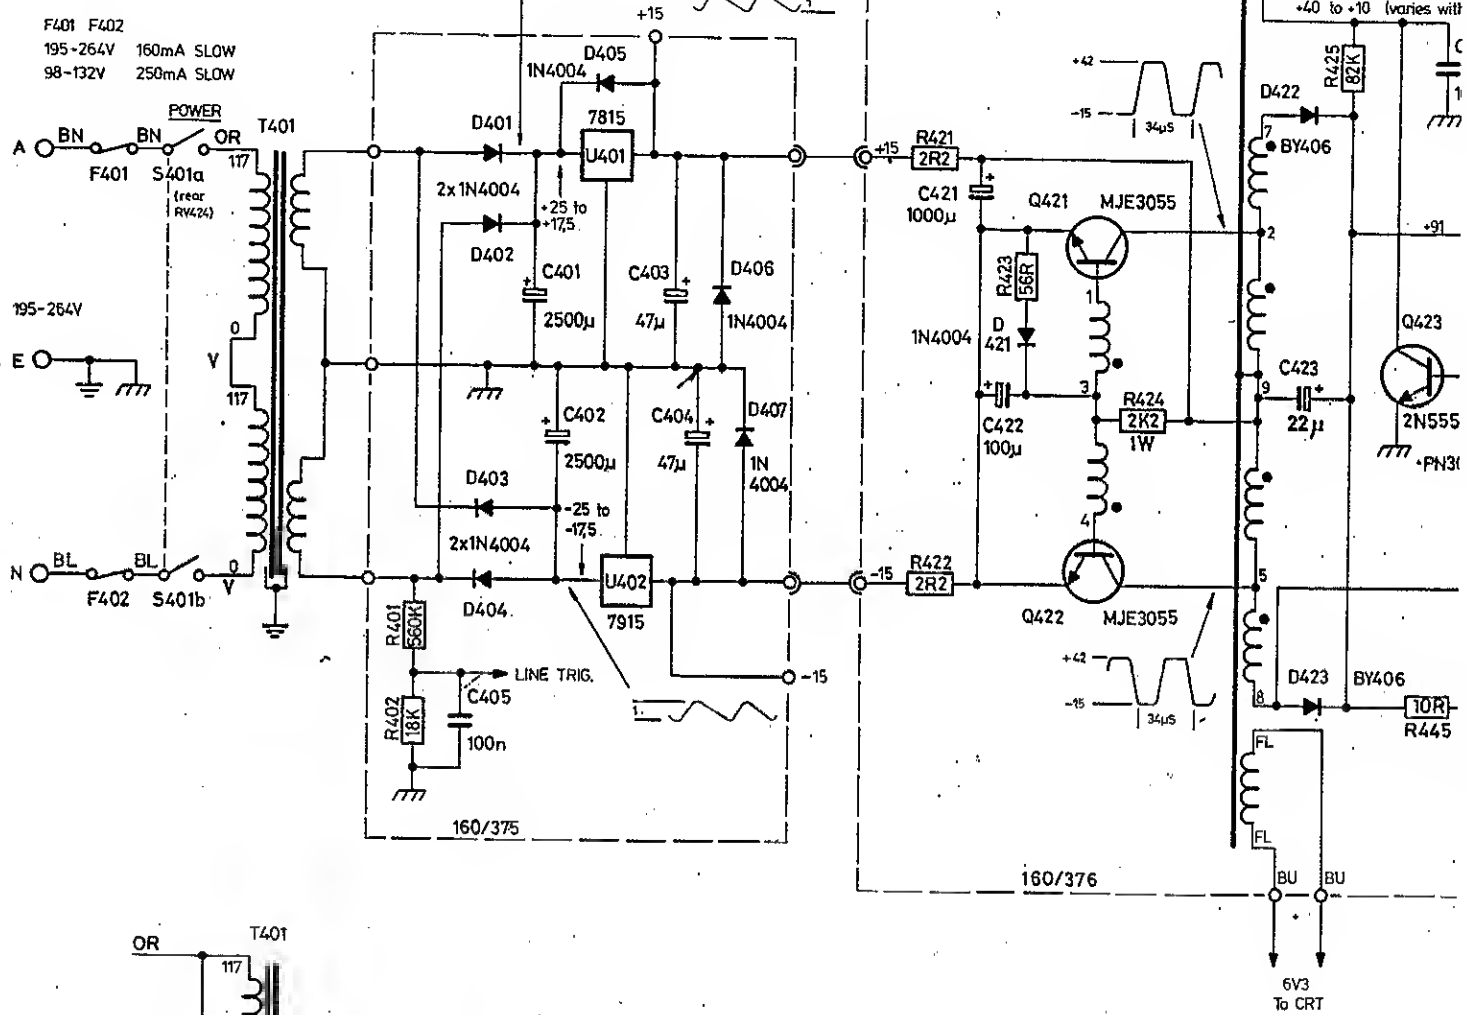 F401 F402
195-264V 160mA SLOW
98-132V 250mA SLOW
POWER
A BN BN OR 117 T401
F401 S401a
(rear
RV424)
195-264V
E
0
V
117
N BL BL 0
V
F402 S401b
+15
D405
1N4004
7815
U401
D401
2x1N4004
+25 to
+17,5
D402
C401
+
2500µ
C403
+
47µ
D406
1N4004
C402
+
2500µ
C404
+
47µ
D407
1N
4004
D403
-25 to
-17,5
2x1N4004
D404
U402
7915
R401
560K
LINE TRIG.
C405
100n
R402
18K
-15
160/375
+40 to +10 (varies with
+42
-15
34µS
R425
82K
D422
7
BY406
+15
R421
2R2
C421
+
1000µ
Q421
MJE3055
2
+91
R423
56R
1N4004
D
421
1
3
+
C422
100µ
R424
2K2
1W
9
C423
+
22µ
Q423
2N555
4
-15
R422
2R2
Q422
MJE3055
5
+42
-15
34µS
8
D423
BY406
10R
R445
FL
FL
BU BU
160/376
6V3
To CRT
OR
T401
117